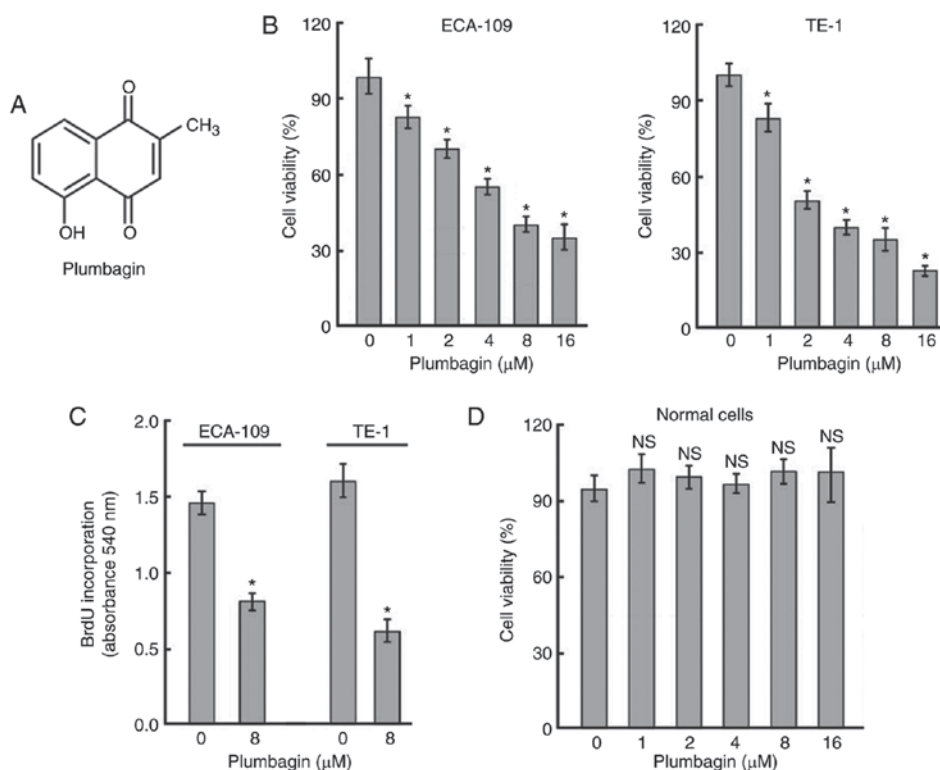 A
O
CH3
OH
O
Plumbagin
B
ECA-109
Cell viability (%)
120
90
60
30
0
0 1 2 4 8 16
* * * * *
Plumbagin (μM)
TE-1
Cell viability (%)
120
90
60
30
0
0 1 2 4 8 16
* * * * *
Plumbagin (μM)
C
ECA-109 TE-1
BrdU incorporation
(absorbance 540 nm)
2.0
1.5
1.0
0.5
0.0
* *
0 8 0 8
Plumbagin (μM)
D
Normal cells
Cell viability (%)
120
90
60
30
0
NS NS NS NS NS
0 1 2 4 8 16
Plumbagin (μM)